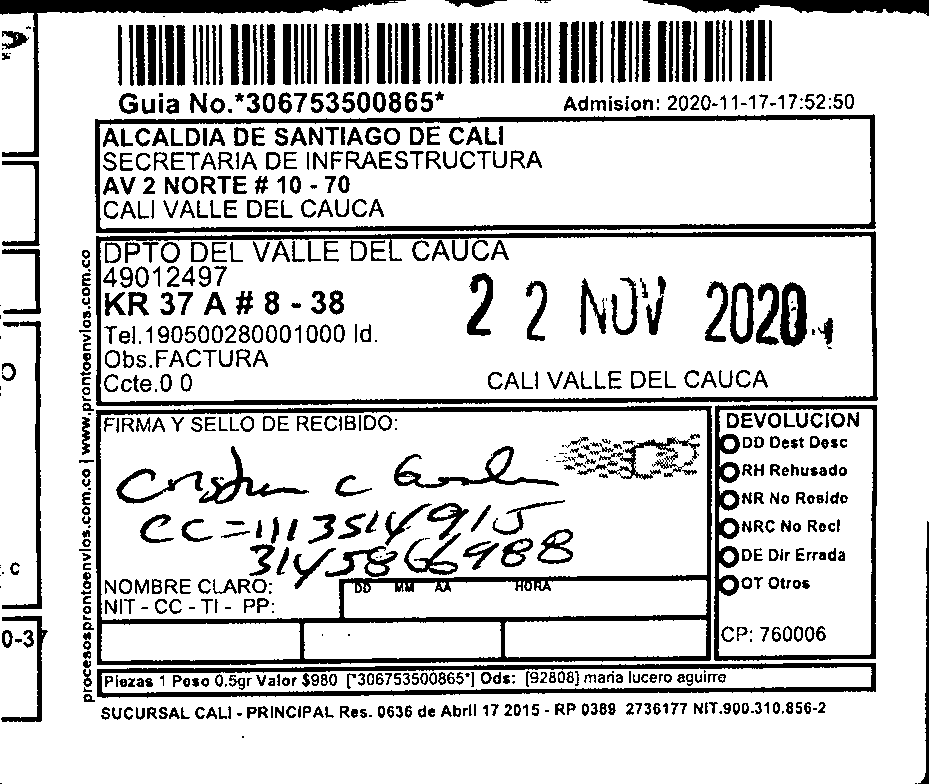 Guia No.*306753500865*
Admision: 2020-11-17-17:52:50
ALCALDIA DE SANTIAGO DE CALI
SECRETARIA DE INFRAESTRUCTURA
AV 2 NORTE # 10 - 70
CALI VALLE DEL CAUCA
DPTO DEL VALLE DEL CAUCA
49012497
KR 37 A # 8 - 38
Tel.190500280001000 Id.
Obs.FACTURA
Ccte.0 0
2 2 NOV 2020
CALI VALLE DEL CAUCA
procesosprontoenvios.com.co | www.prontoenvios.com.co
FIRMA Y SELLO DE RECIBIDO:
CC=1113514915
3145866988
NOMBRE CLARO:
NIT - CC - TI - PP:
DD MM AA HORA
DEVOLUCION
DD Dest Desc
RH Rehusado
NR No Reside
NRC No Recl
DE Dir Errada
OT Otros
CP: 760006
Piezas 1 Peso 0.5gr Valor $980 [*306753500865*] Ods: [92808] maria lucero aguirre
SUCURSAL CALI - PRINCIPAL Res. 0636 de Abril 17 2015 - RP 0389 2736177 NIT.900.310.856-2